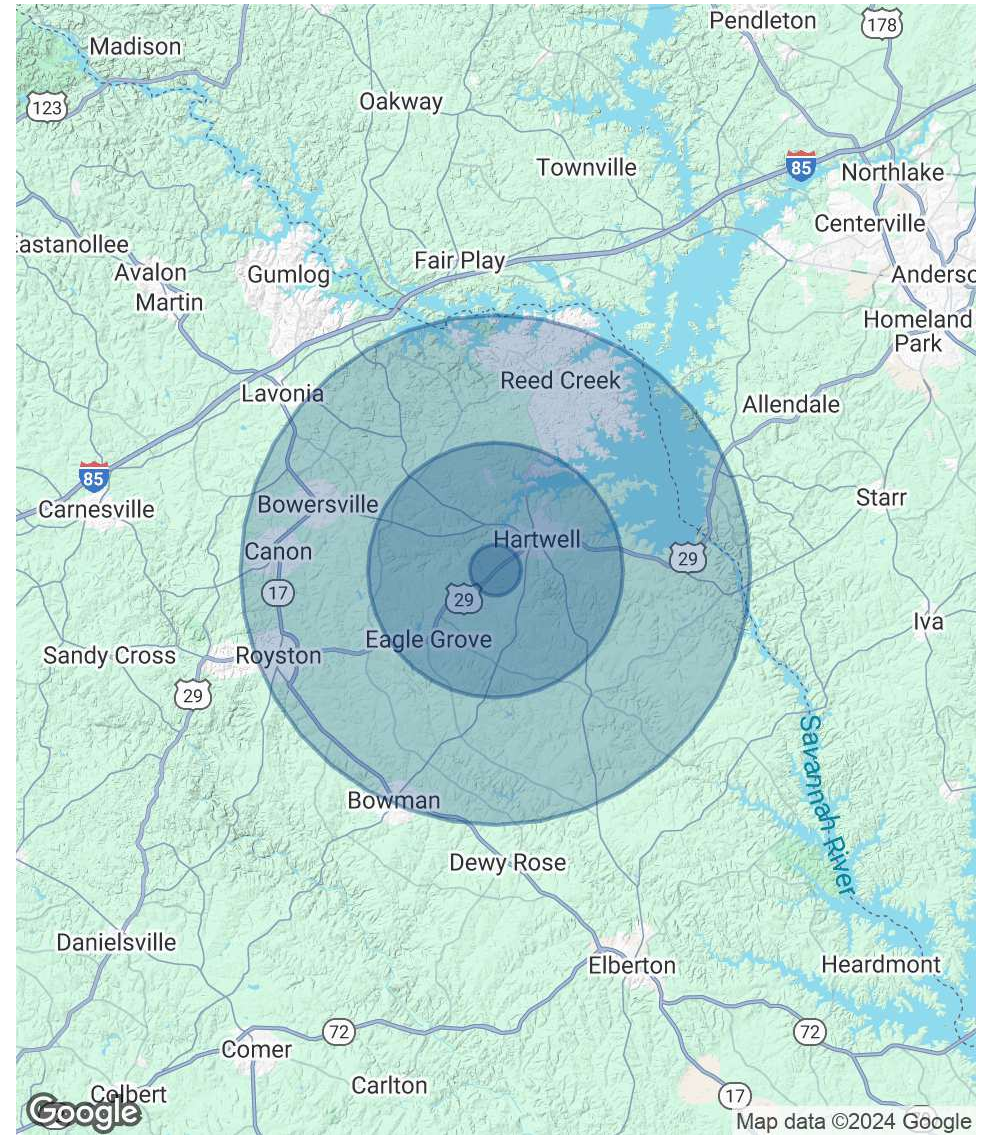 Pendleton
178
Madison
123
Oakway
Townville
85
Northlake
Centerville
Eastanollee
Avalon
Gumlog
Fair Play
Martin
Homeland
Park
Reed Creek
Lavonia
Allendale
85
Carnesville
Bowersville
Starr
Hartwell
Canon
29
17
29
Iva
Eagle Grove
Sandy Cross
Royston
29
Savannah River
Bowman
Dewy Rose
Danielsville
Elberton
Heardmont
72
72
Comer
Carlton
Colbert
17
Google
Map data ©2024 Google